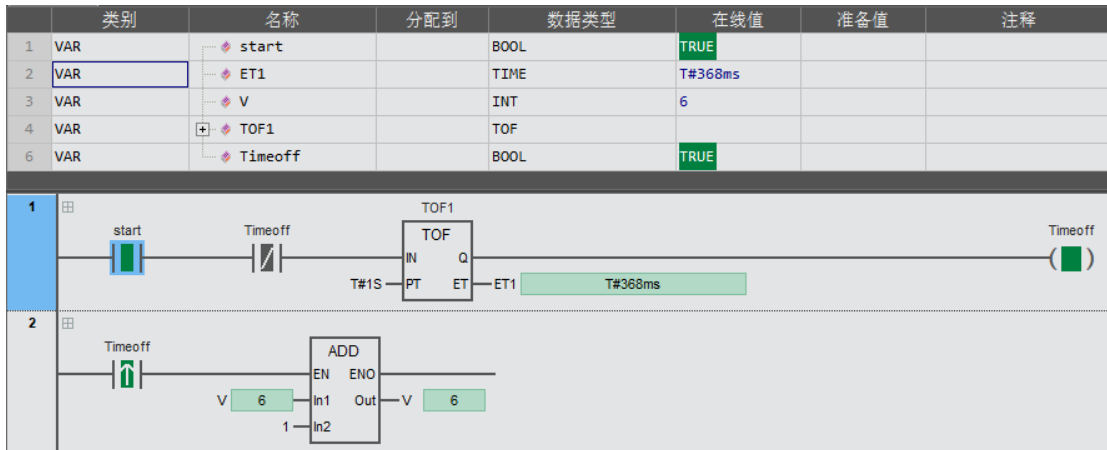 类别 名称 分配到 数据类型 在线值 准备值 注释
1 VAR start BOOL TRUE
2 VAR ET1 TIME T#368ms
3 VAR V INT 6
4 VAR TOF1 TOF
6 VAR Timeoff BOOL TRUE
1
TOF1
start Timeoff TOF Timeoff
IN Q
T#1S PT ET ET1 T#368ms
2
Timeoff ADD
EN ENO
V 6 In1 Out V 6
1 In2